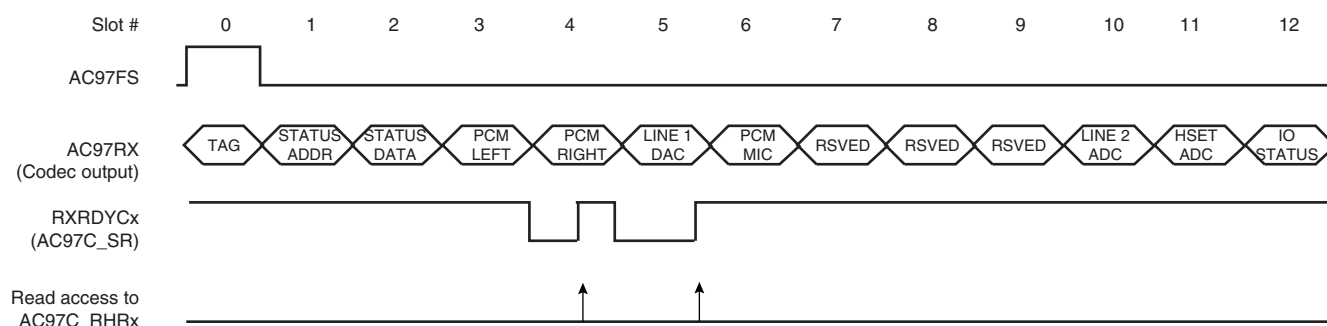 Slot # 0 1 2 3 4 5 6 7 8 9 10 11 12
AC97FS
AC97RX
(Codec output)
TAG
STATUS
ADDR
STATUS
DATA
PCM
LEFT
PCM
RIGHT
LINE 1
DAC
PCM
MIC
RSVED
RSVED
RSVED
LINE 2
ADC
HSET
ADC
IO
STATUS
RXRDYCx
(AC97C_SR)
Read access to
AC97C_RHRx